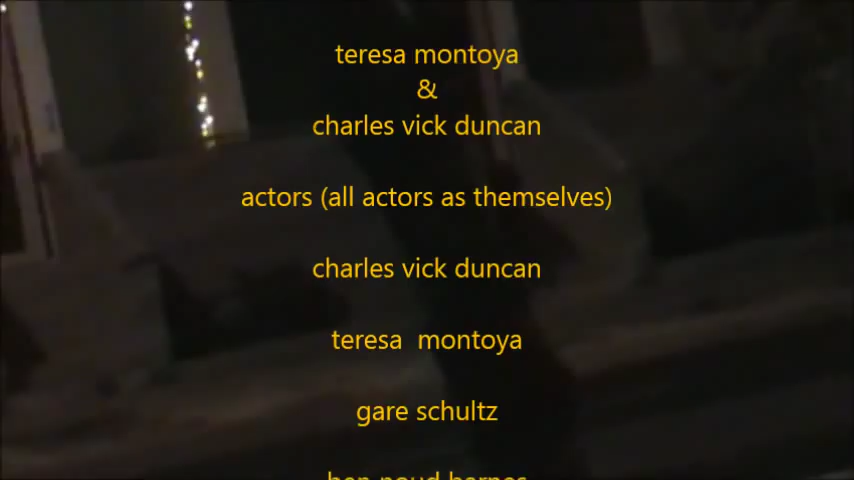 teresa montoya
&
charles vick duncan
actors (all actors as themselves)
charles vick duncan
teresa  montoya
gare schultz